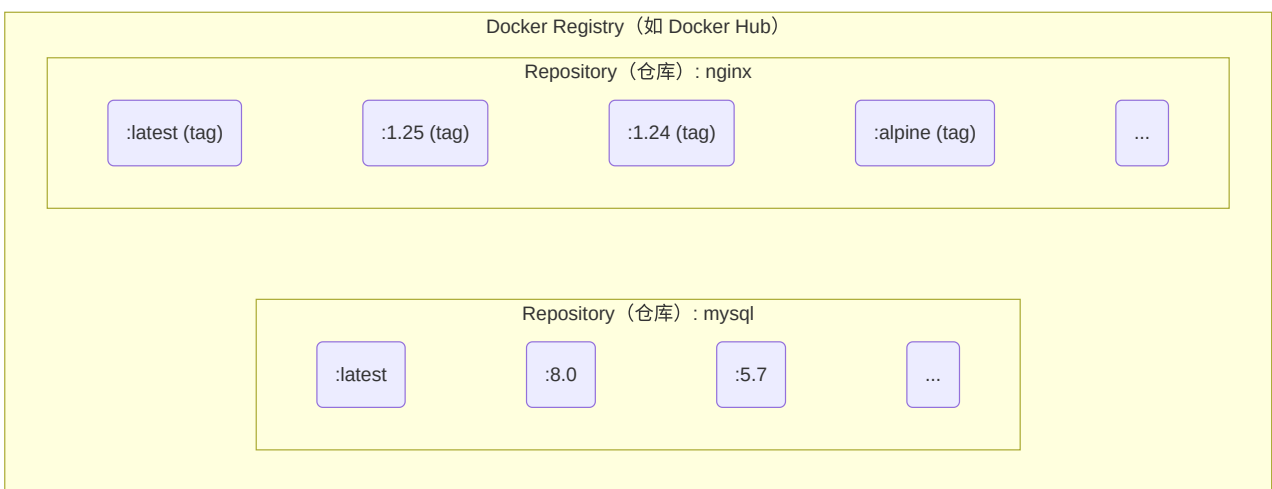 Docker Registry（如 Docker Hub）
Repository（仓库）: nginx
:latest (tag)
:1.25 (tag)
:1.24 (tag)
:alpine (tag)
...
Repository（仓库）: mysql
:latest
:8.0
:5.7
...